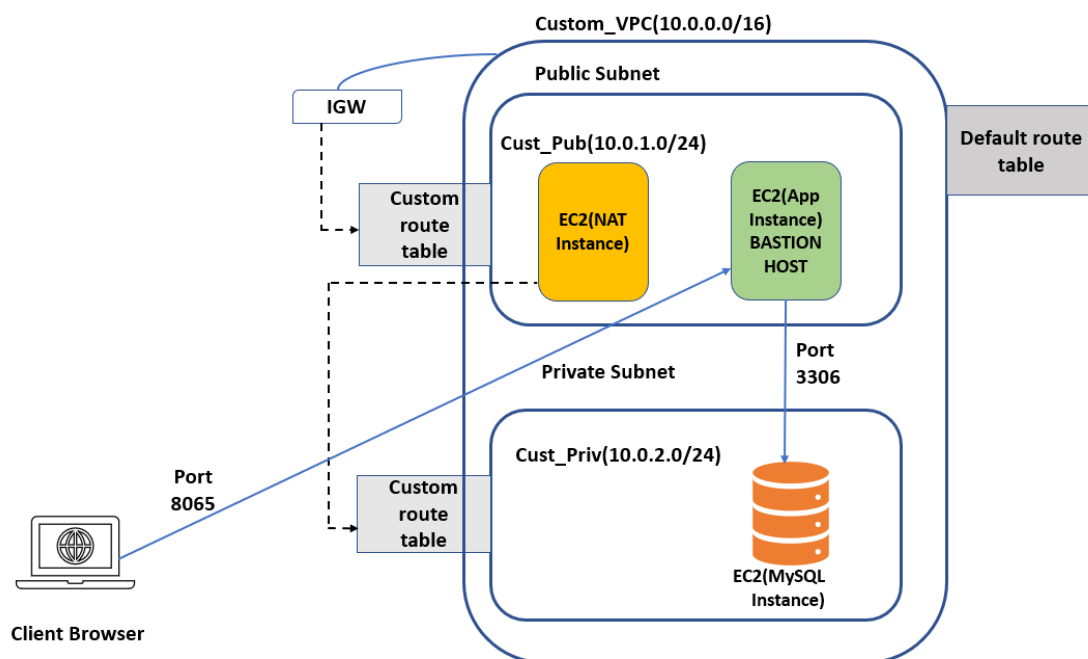 Custom_VPC(10.0.0.0/16)
Public Subnet
IGW
Cust_Pub(10.0.1.0/24)
Default route
table
Custom
route
table
EC2(NAT
Instance)
EC2(App
Instance)
BASTION
HOST
Port
3306
Private Subnet
Cust_Priv(10.0.2.0/24)
Port
8065
Custom
route
table
EC2(MySQL
Instance)
Client Browser